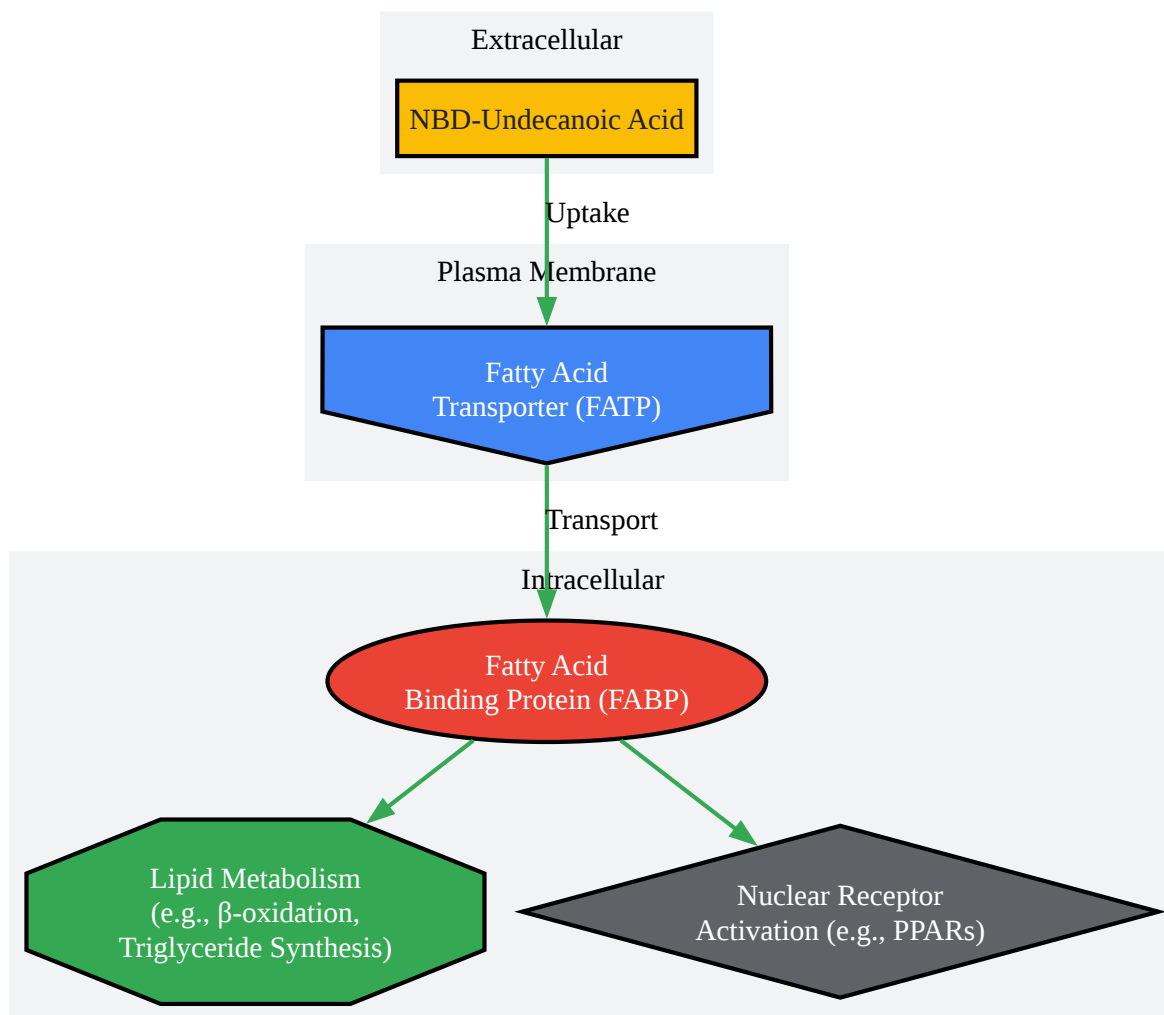 Extracellular
NBD-Undecanoic Acid
Uptake
Plasma Membrane
Fatty Acid
Transporter (FATP)
Transport
Intracellular
Fatty Acid
Binding Protein (FABP)
Lipid Metabolism
(e.g., β-oxidation,
Triglyceride Synthesis)
Nuclear Receptor
Activation (e.g., PPARs)